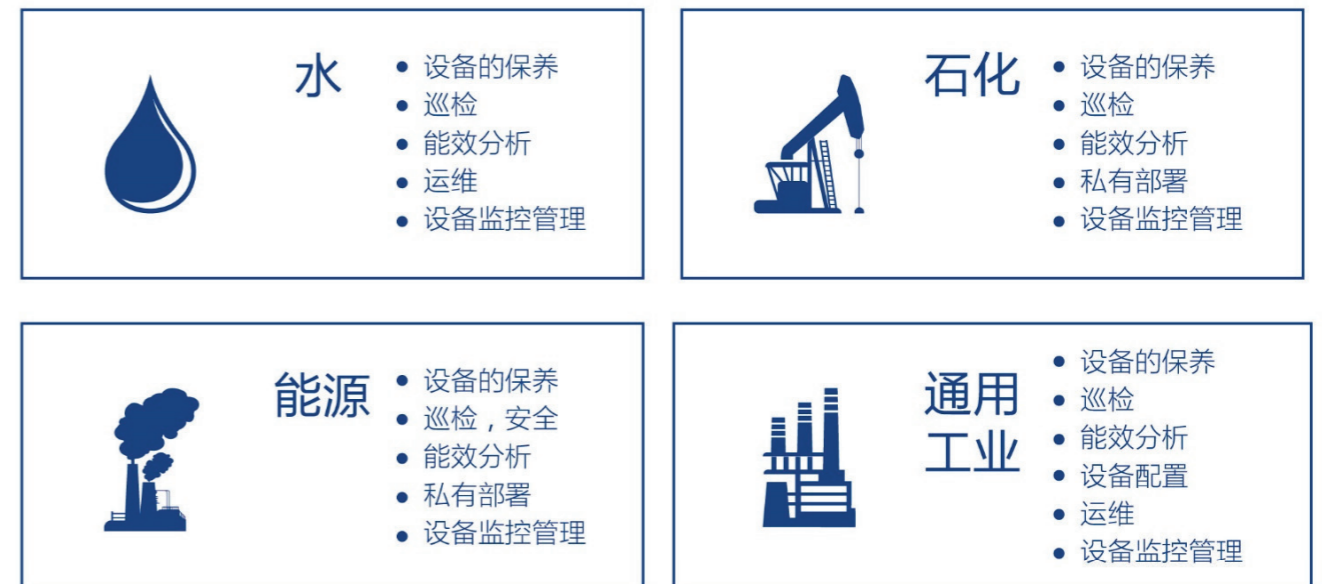 水
设备的保养
巡检
能效分析
运维
设备监控管理
石化
设备的保养
巡检
能效分析
私有部署
设备监控管理
能源
设备的保养
巡检，安全
能效分析
私有部署
设备监控管理
通用
工业
设备的保养
巡检
能效分析
设备配置
运维
设备监控管理